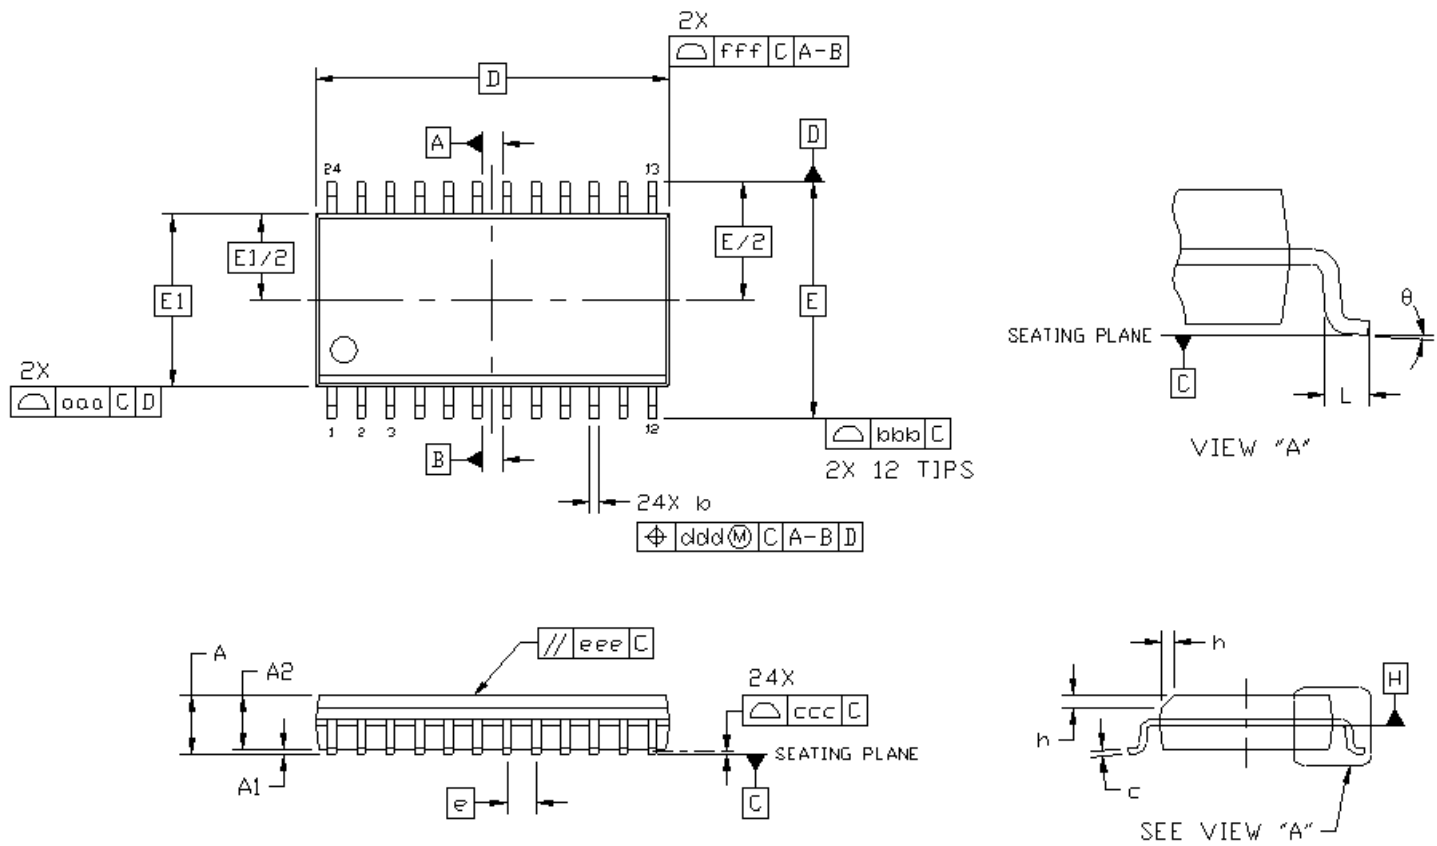 2X
⌓ fff C A-B
D
A
D
24
13
E1/2
E/2
E1
E
2X
⌓ aaa C D
1
2
3
12
B
⌓ bbb C
2X 12 TIPS
24X b
⌖ ddd Ⓜ C A-B D
θ
SEATING PLANE
C
L
VIEW "A"
// eee C
A
A2
A1
24X
⌓ ccc C
SEATING PLANE
e
C
h
H
h
c
SEE VIEW "A"